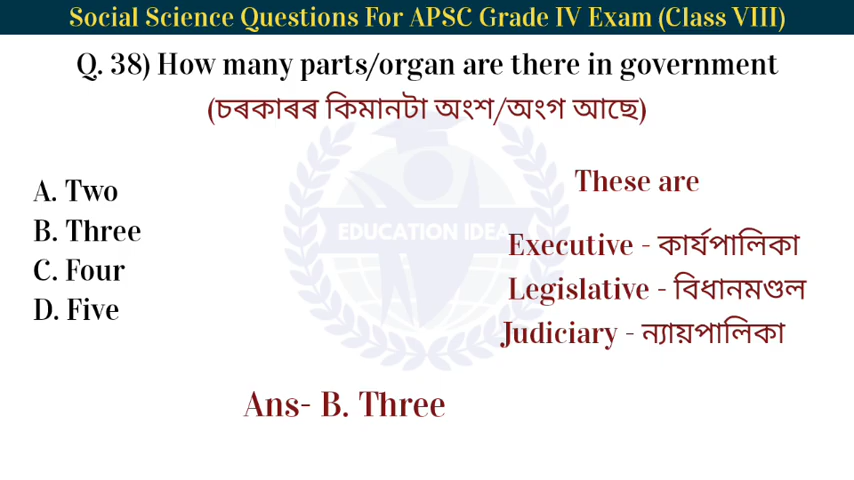 Social Science Questions For APSC Grade IV Exam (Class VIII)
Q. 38) How many parts/organ are there in government
(চৰকাৰৰ কিমানটা অংশ/অংগ আছে)
A. Two
B. Three
C. Four
D. Five
EDUCATION IDEA
These are
Executive - কাৰ্যপালিকা
Legislative - বিধানমণ্ডল
Judiciary - ন্যায়পালিকা
Ans- B. Three